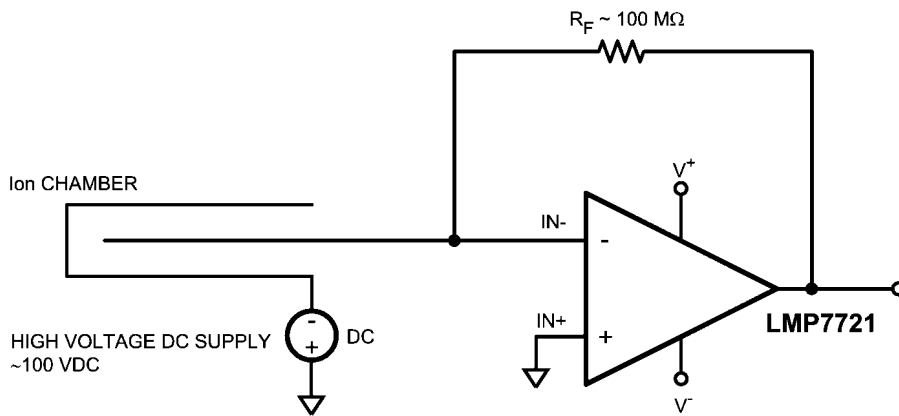 R_F ~ 100 MΩ
Ion CHAMBER
V⁺
IN-
-
IN+
+
LMP7721
-
+
DC
HIGH VOLTAGE DC SUPPLY
~100 VDC
V⁻